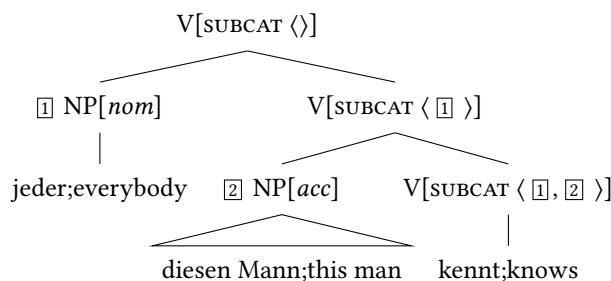 V[SUBCAT ⟨⟩]
1 NP[nom] V[SUBCAT ⟨ 1 ⟩]
jeder;everybody 2 NP[acc] V[SUBCAT ⟨ 1, 2 ⟩]
diesen Mann;this man kennt;knows